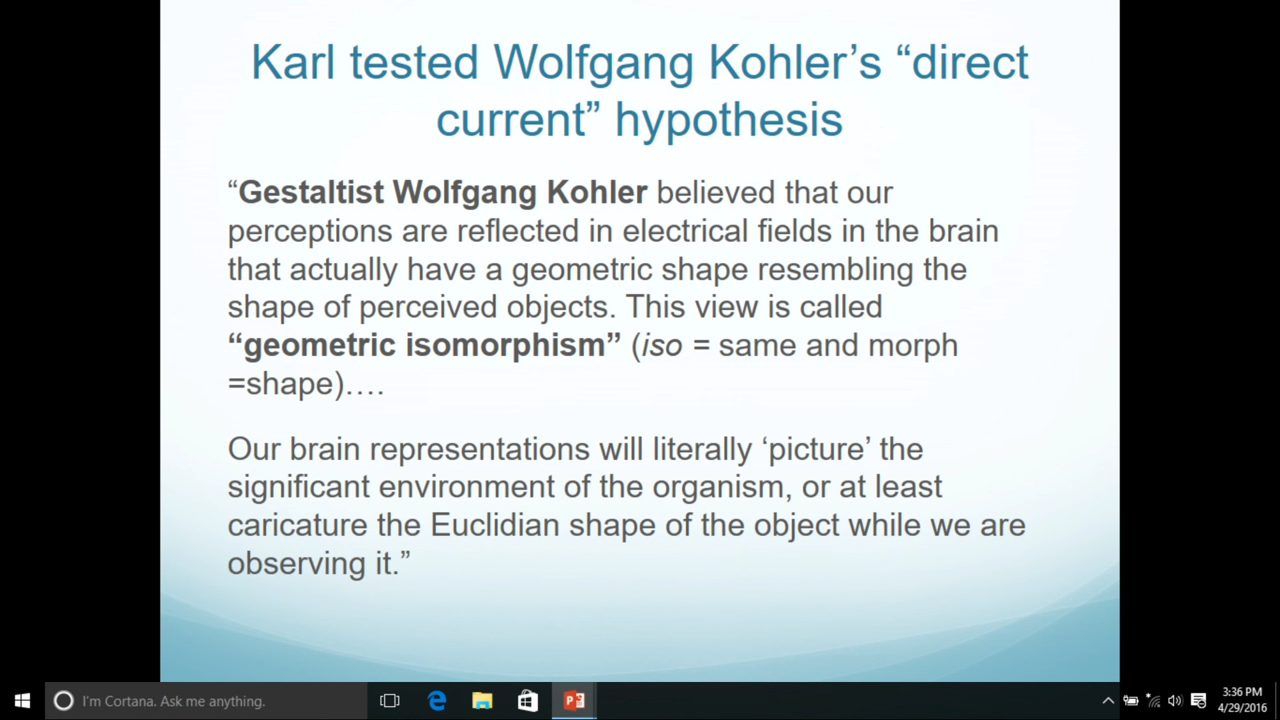 Karl tested Wolfgang Kohler’s “direct
current” hypothesis
“Gestaltist Wolfgang Kohler believed that our
perceptions are reflected in electrical fields in the brain
that actually have a geometric shape resembling the
shape of perceived objects. This view is called
“geometric isomorphism” (iso = same and morph
=shape)….
Our brain representations will literally ‘picture’ the
significant environment of the organism, or at least
caricature the Euclidian shape of the object while we are
observing it.”
I'm Cortana. Ask me anything.
3:36 PM
4/29/2016